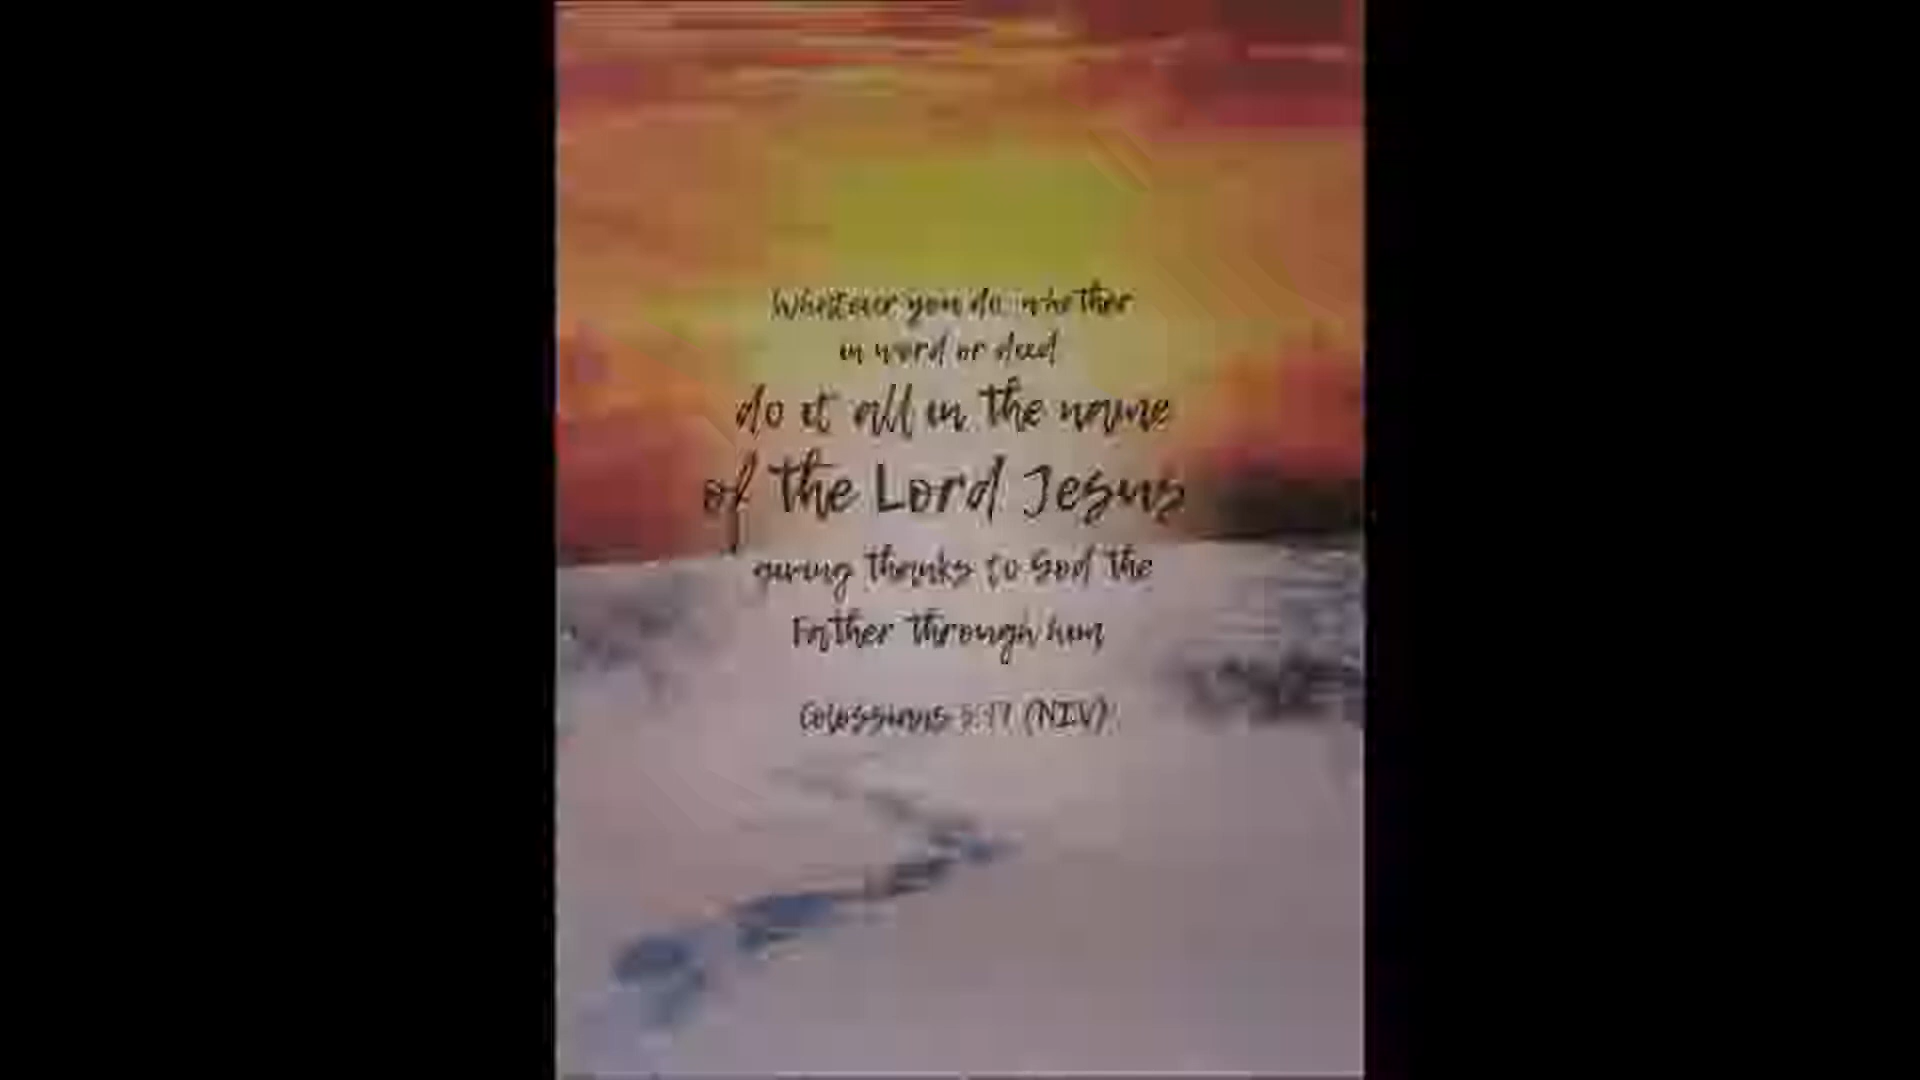 Whatever you do whether
in word or deed
do it all in the name
of the Lord Jesus
giving thanks to God the
Father through him
Colossians 3:17 (NIV)